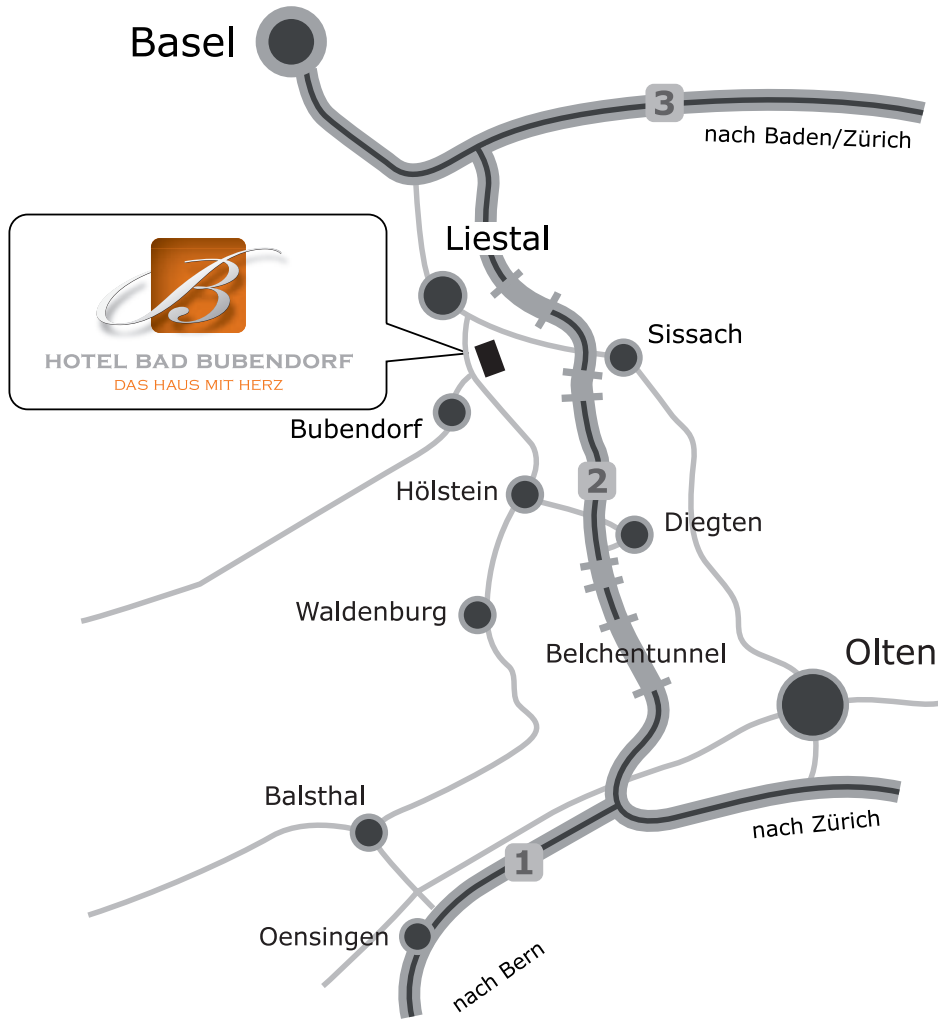 Basel
3
nach Baden/Zürich
Liestal
B
HOTEL BAD BUBENDORF
DAS HAUS MIT HERZ
Sissach
Bubendorf
Hölstein
2
Diegten
Waldenburg
Belchentunnel
Olten
Balsthal
nach Zürich
1
Oensingen
nach Bern